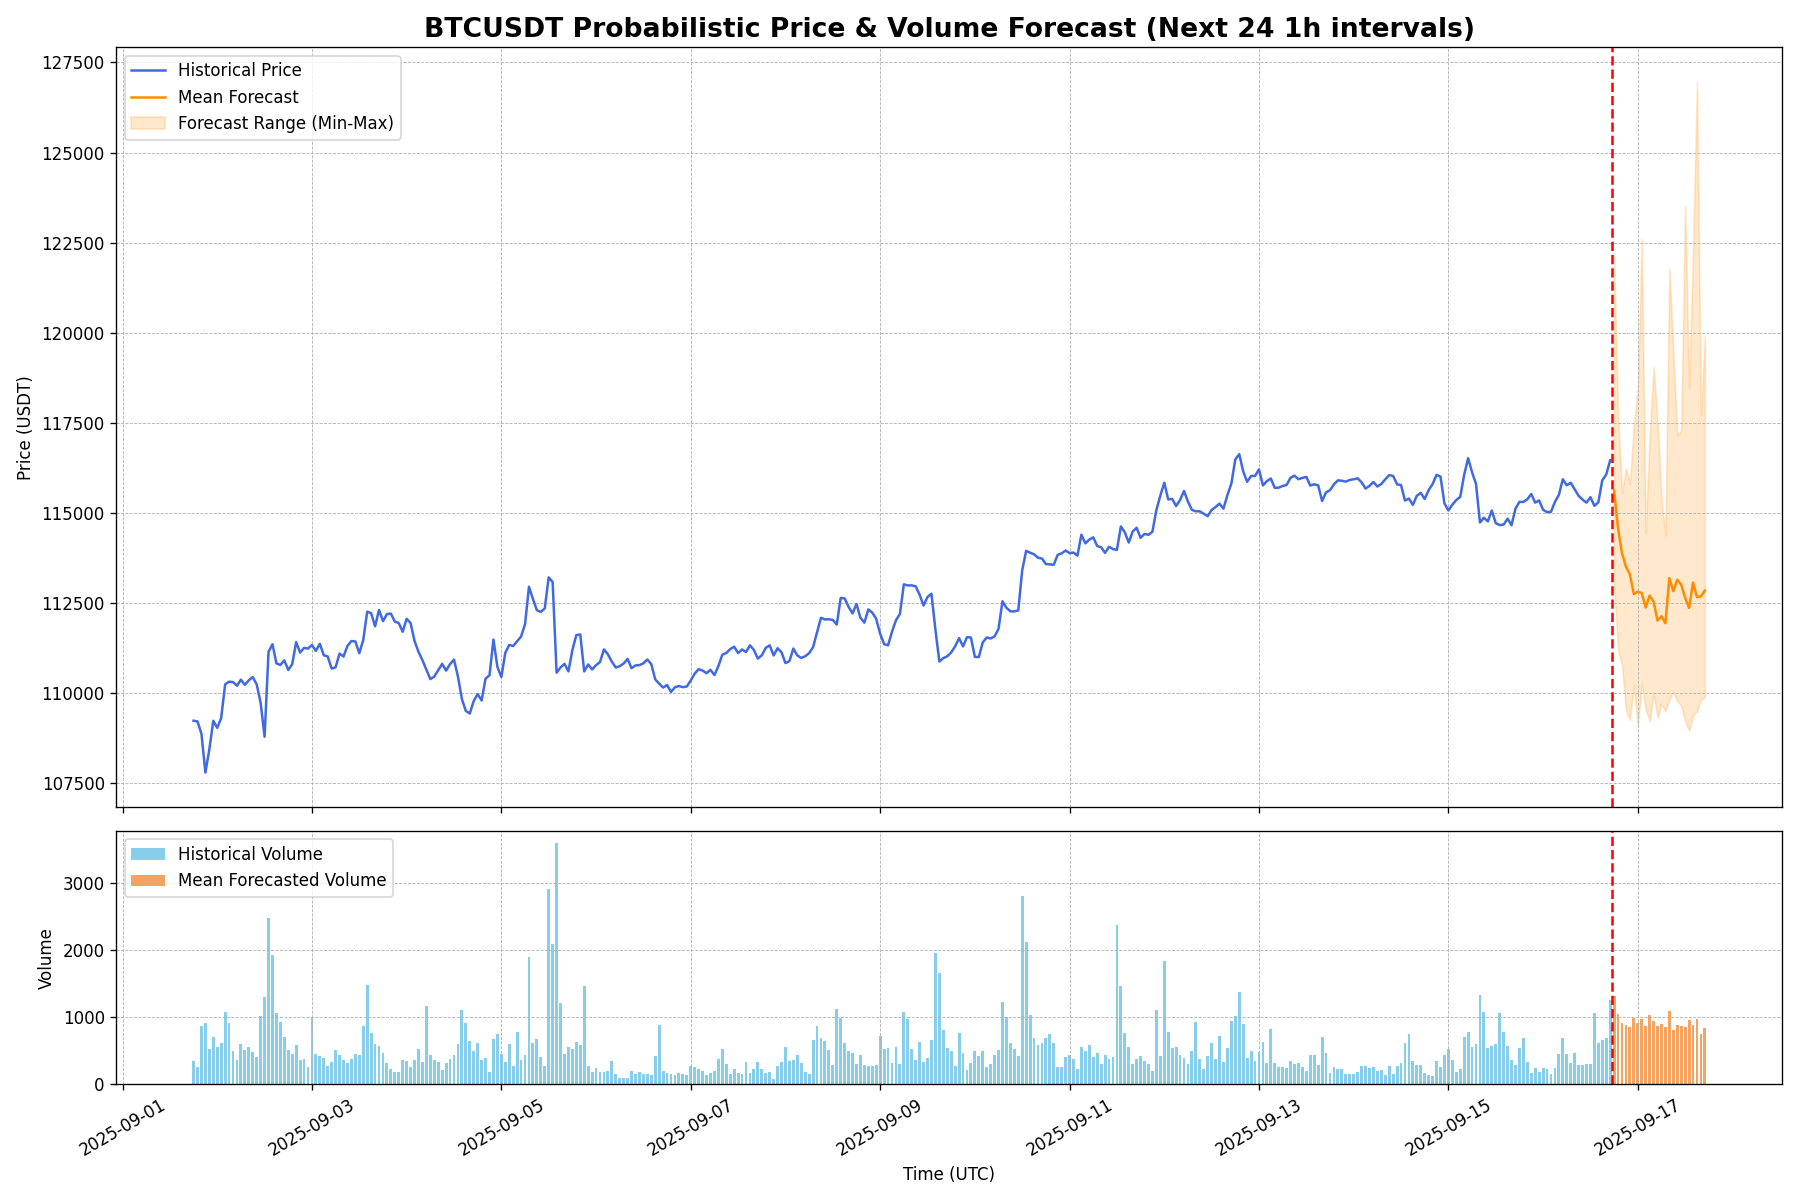 BTCUSDT Probabilistic Price & Volume Forecast (Next 24 1h intervals)
Historical Price
Mean Forecast
Forecast Range (Min-Max)
127500
125000
122500
120000
117500
115000
112500
110000
107500
Price (USDT)
Historical Volume
Mean Forecasted Volume
3000
2000
1000
0
Volume
2025-09-01
2025-09-03
2025-09-05
2025-09-07
2025-09-09
2025-09-11
2025-09-13
2025-09-15
2025-09-17
Time (UTC)